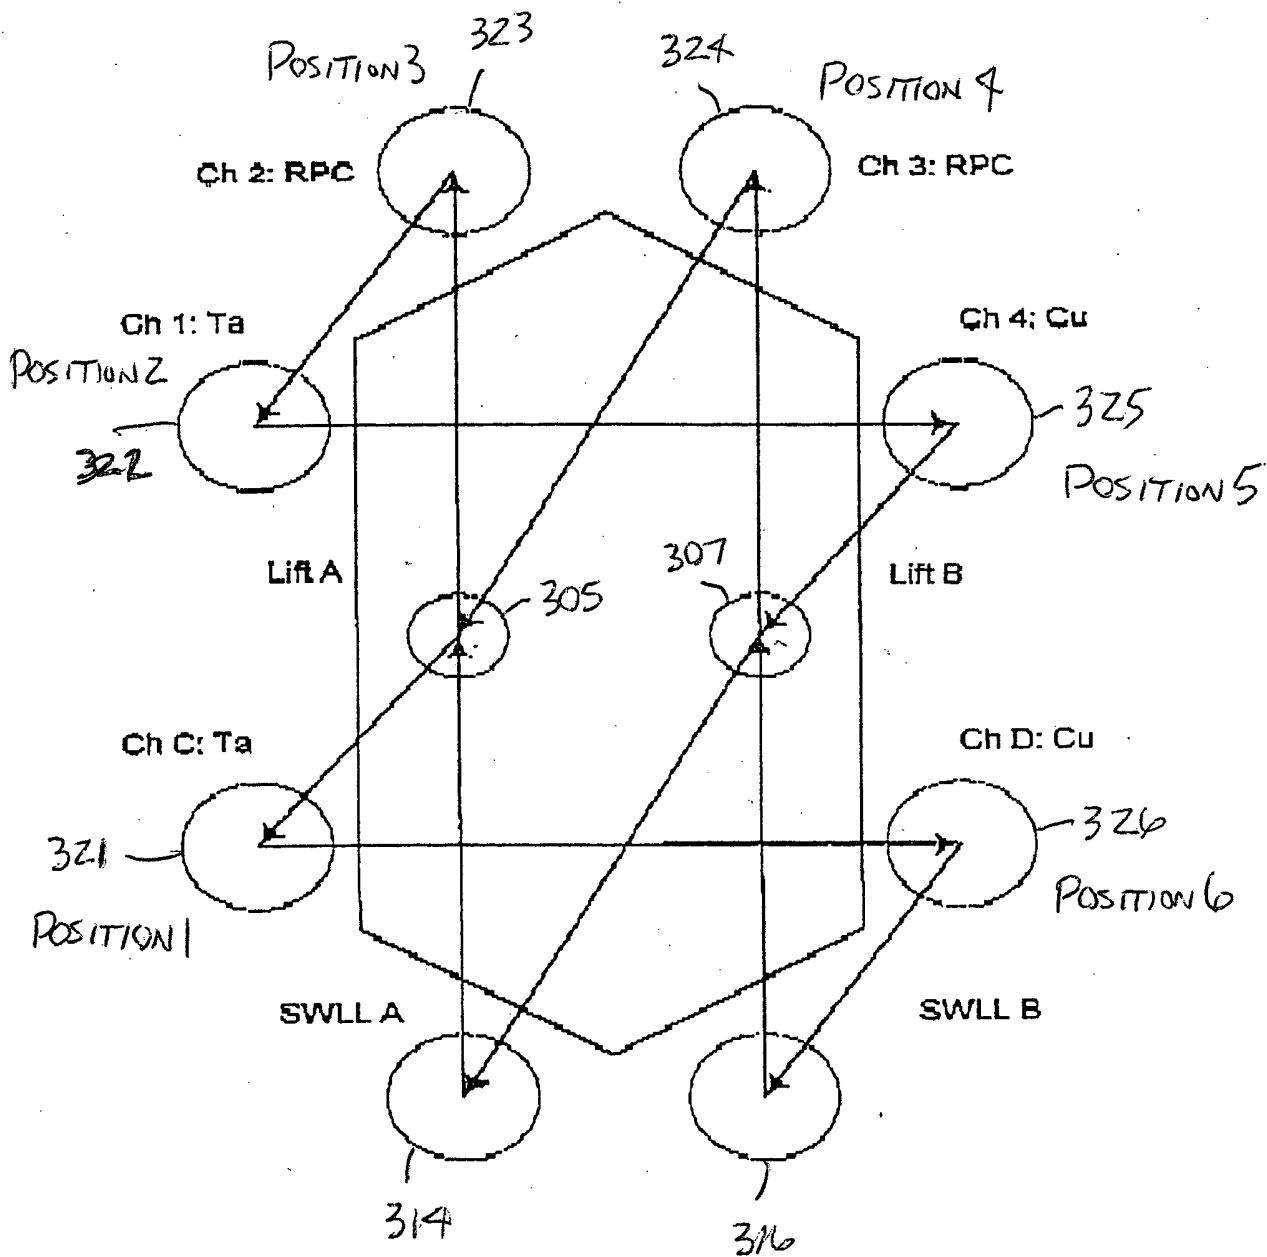 323
324
POSITION 3
POSITION 4
Ch 2: RPC
Ch 3: RPC
Ch 1: Ta
Ch 4: Cu
POSITION 2
325
322
POSITION 5
Lift A
305
307
Lift B
Ch C: Ta
Ch D: Cu
321
326
POSITION 1
POSITION 6
SWLL A
SWLL B
314
316